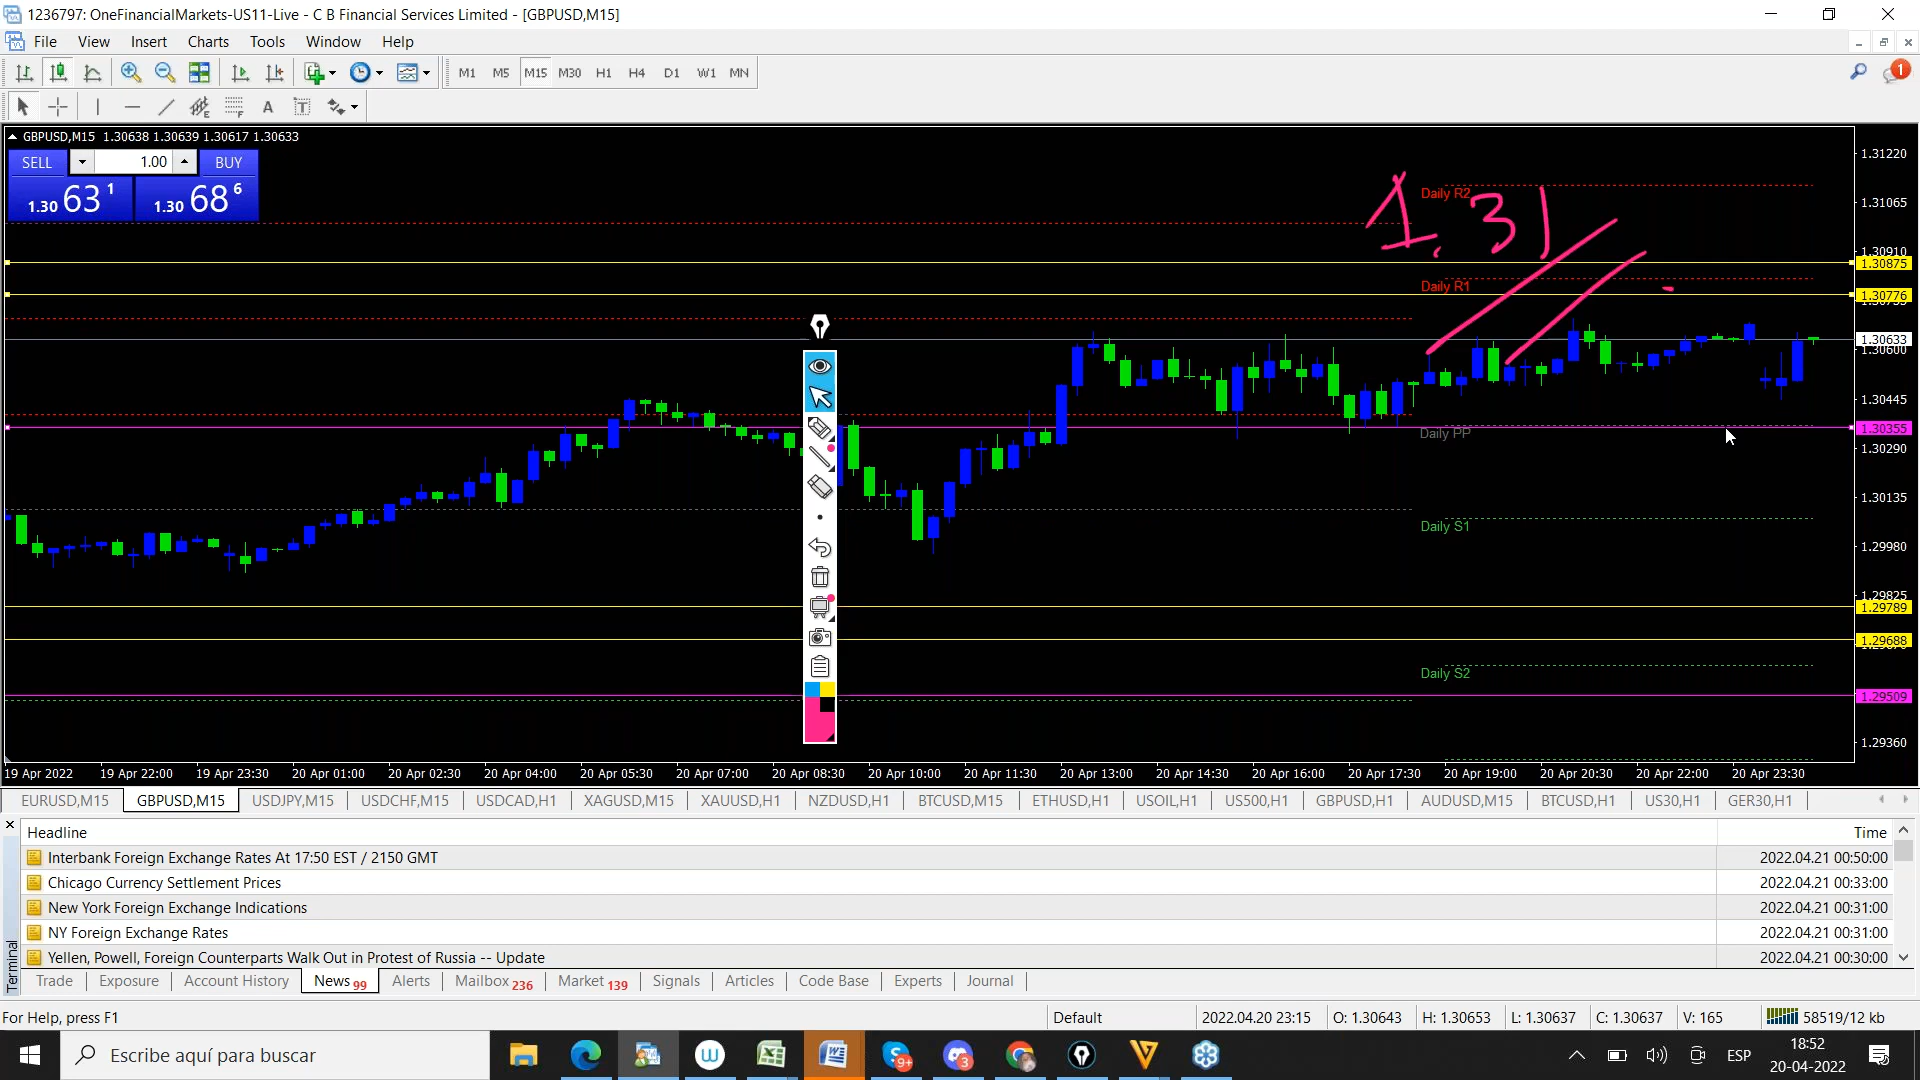 1236797: OneFinancialMarkets-US11-Live - C B Financial Services Limited - [GBPUSD,M15]
File View Insert Charts Tools Window Help
M1 M5 M15 M30 H1 H4 D1 W1 MN
1
A T
GBPUSD,M15 1.30638 1.30639 1.30617 1.30633
SELL 1.00 BUY
1.30 63 1 1.30 68 6
1.31220
Daily R2
1.31065
1.31
1.30910
1.30875
Daily R1
1.30776
1.30633
1.30600
1.30445
1.30355
Daily PP
1.30290
1.30135
Daily S1
1.29980
1.29825
1.29789
1.29688
Daily S2
1.29509
1.29360
19 Apr 2022 19 Apr 22:00 19 Apr 23:30 20 Apr 01:00 20 Apr 02:30 20 Apr 04:00 20 Apr 05:30 20 Apr 07:00 20 Apr 08:30 20 Apr 10:00 20 Apr 11:30 20 Apr 13:00 20 Apr 14:30 20 Apr 16:00 20 Apr 17:30 20 Apr 19:00 20 Apr 20:30 20 Apr 22:00 20 Apr 23:30
EURUSD,M15 GBPUSD,M15 USDJPY,M15 USDCHF,M15 USDCAD,H1 XAGUSD,M15 XAUUSD,H1 NZDUSD,H1 BTCUSD,M15 ETHUSD,H1 USOIL,H1 US500,H1 GBPUSD,H1 AUDUSD,M15 BTCUSD,H1 US30,H1 GER30,H1
Headline Time
Interbank Foreign Exchange Rates At 17:50 EST / 2150 GMT 2022.04.21 00:50:00
Chicago Currency Settlement Prices 2022.04.21 00:33:00
New York Foreign Exchange Indications 2022.04.21 00:31:00
NY Foreign Exchange Rates 2022.04.21 00:31:00
Yellen, Powell, Foreign Counterparts Walk Out in Protest of Russia -- Update 2022.04.21 00:30:00
Terminal
Trade Exposure Account History News 99 Alerts Mailbox 236 Market 139 Signals Articles Code Base Experts Journal
For Help, press F1 Default 2022.04.20 23:15 O: 1.30643 H: 1.30653 L: 1.30637 C: 1.30637 V: 165 58519/12 kb
Escribe aquí para buscar 9+ 3 ESP 18:52
20-04-2022